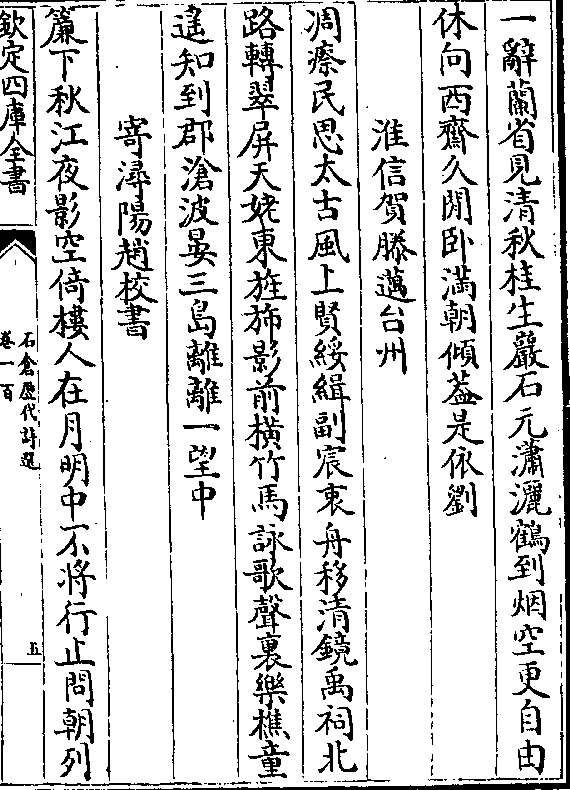 一辭蘭省見清秋桂生巖石元瀟灑鶴到烟空更自由
休向西齋久閒臥滿朝傾葢是依劉
淮信賀滕邁台州
凋瘵民思太古風上賢綏緝副宸衷舟移清鏡禹祠北
路轉翠屏天姥東旌斾影前横竹馬詠歌聲裏樂樵童
遥知到郡滄波晏三島離離一望中
寄潯陽趙校書
簾下秋江夜影空倚樓人在月明中不將行止問朝列
欽定四庫全書
石倉歷代詩選
卷一百
五